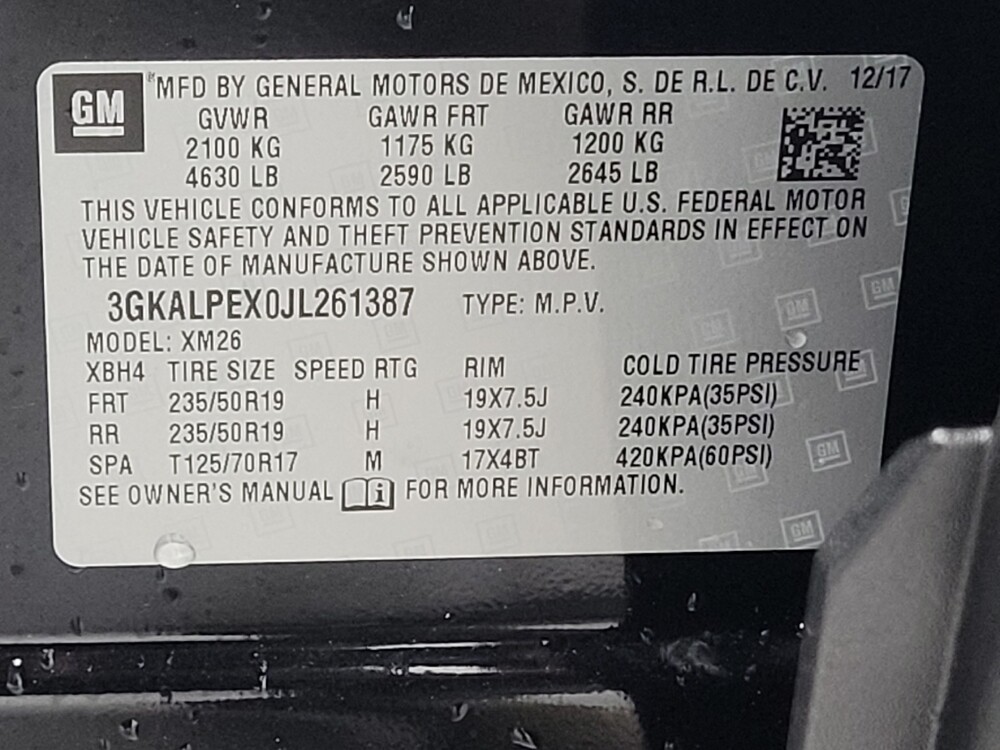 GM
MFD BY GENERAL MOTORS DE MEXICO, S. DE R.L. DE C.V. 12/17
GVWR GAWR FRT GAWR RR
2100 KG 1175 KG 1200 KG
4630 LB 2590 LB 2645 LB
THIS VEHICLE CONFORMS TO ALL APPLICABLE U.S. FEDERAL MOTOR
VEHICLE SAFETY AND THEFT PREVENTION STANDARDS IN EFFECT ON
THE DATE OF MANUFACTURE SHOWN ABOVE.
3GKALPEX0JL261387 TYPE: M.P.V.
MODEL: XM26
XBH4 TIRE SIZE SPEED RTG RIM COLD TIRE PRESSURE
FRT 235/50R19 H 19X7.5J 240KPA(35PSI)
RR 235/50R19 H 19X7.5J 240KPA(35PSI)
SPA T125/70R17 M 17X4BT 420KPA(60PSI)
SEE OWNER'S MANUAL FOR MORE INFORMATION.